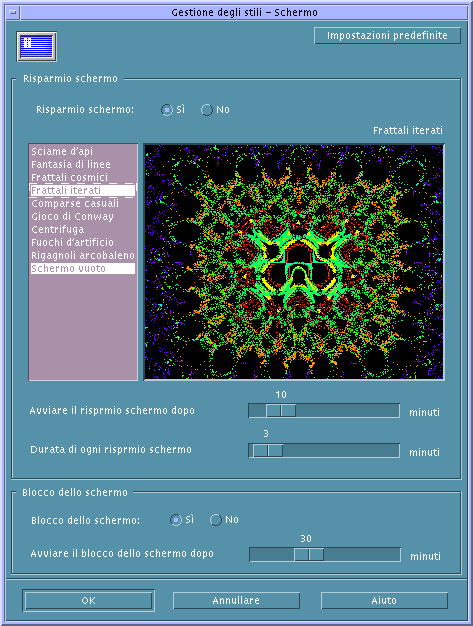 Gestione degli stili - Schermo
Impostazioni predefinite
Risparmio schermo
Risparmio schermo: Sì No
Frattali iterati
Sciame d'api
Fantasia di linee
Frattali cosmici
Frattali iterati
Comparse casuali
Gioco di Conway
Centrifuga
Fuochi d'artificio
Rigagnoli arcobaleno
Schermo vuoto
10
Avviare il risprmio schermo dopo minuti
3
Durata di ogni risprmio schermo minuti
Blocco dello schermo
Blocco dello schermo: Sì No
30
Avviare il blocco dello schermo dopo minuti
OK Annullare Aiuto